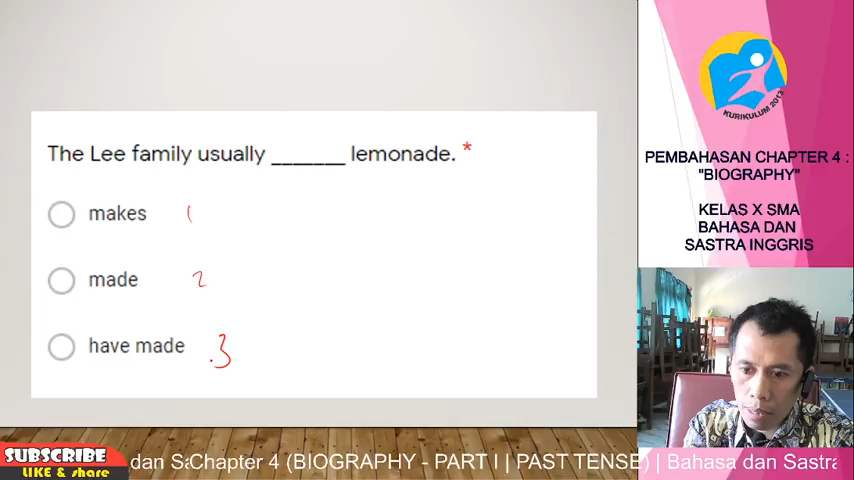 The Lee family usually _______ lemonade. *
makes 1
made 2
have made .3
KURIKULUM 2013
PEMBAHASAN CHAPTER 4 :
"BIOGRAPHY"
KELAS X SMA
BAHASA DAN
SASTRA INGGRIS
SUBSCRIBE
LIKE & share
dan Sa
Chapter 4 (BIOGRAPHY - PART I | PAST TENSE) | Bahasa dan Sastra